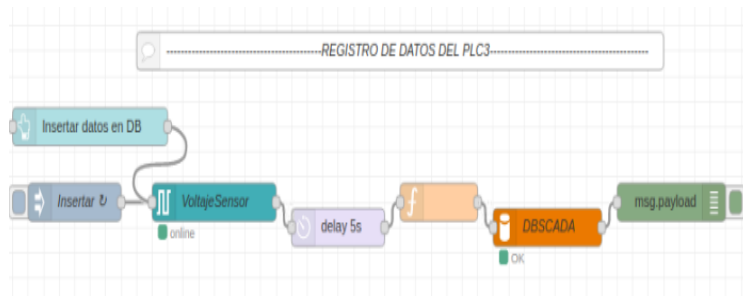 ----------------------------------------REGISTRO DE DATOS DEL PLC3----------------------------------------
Insertar datos en DB
Insertar ↻
VoltajeSensor
online
delay 5s
f
DBSCADA
OK
msg.payload